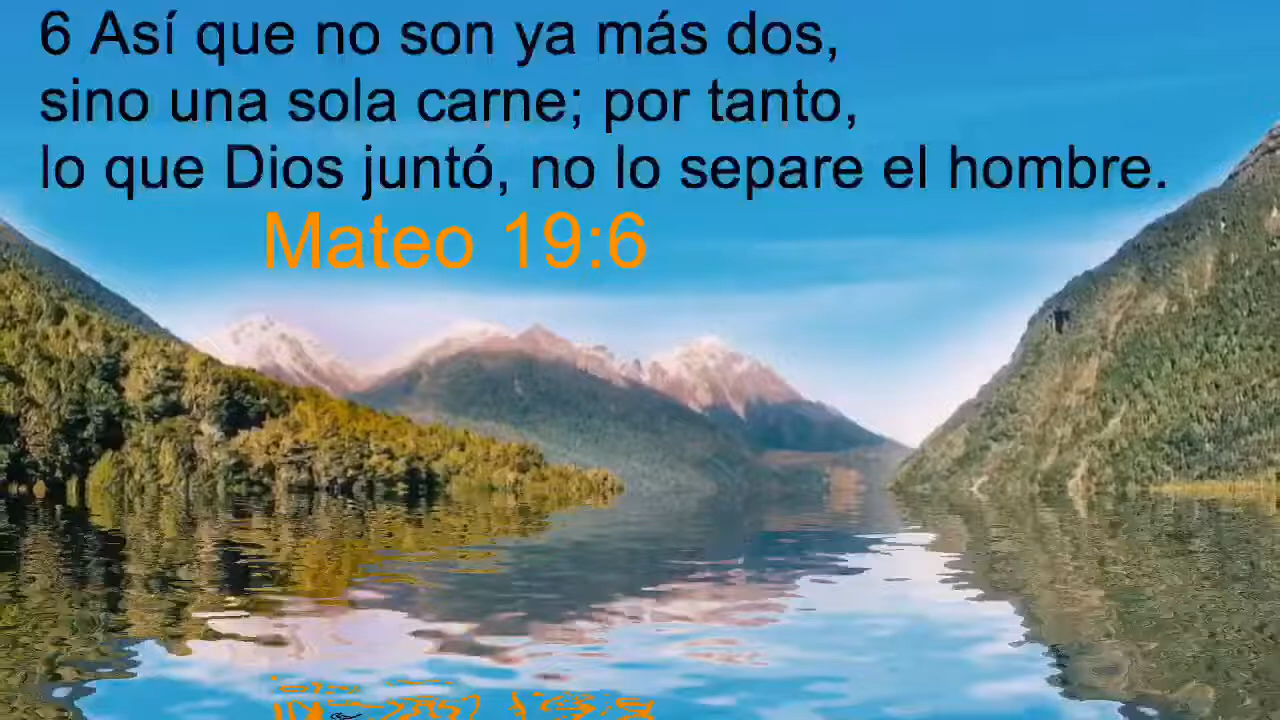 6 Así que no son ya más dos,
sino una sola carne; por tanto,
lo que Dios juntó, no lo separe el hombre.
Mateo 19:6